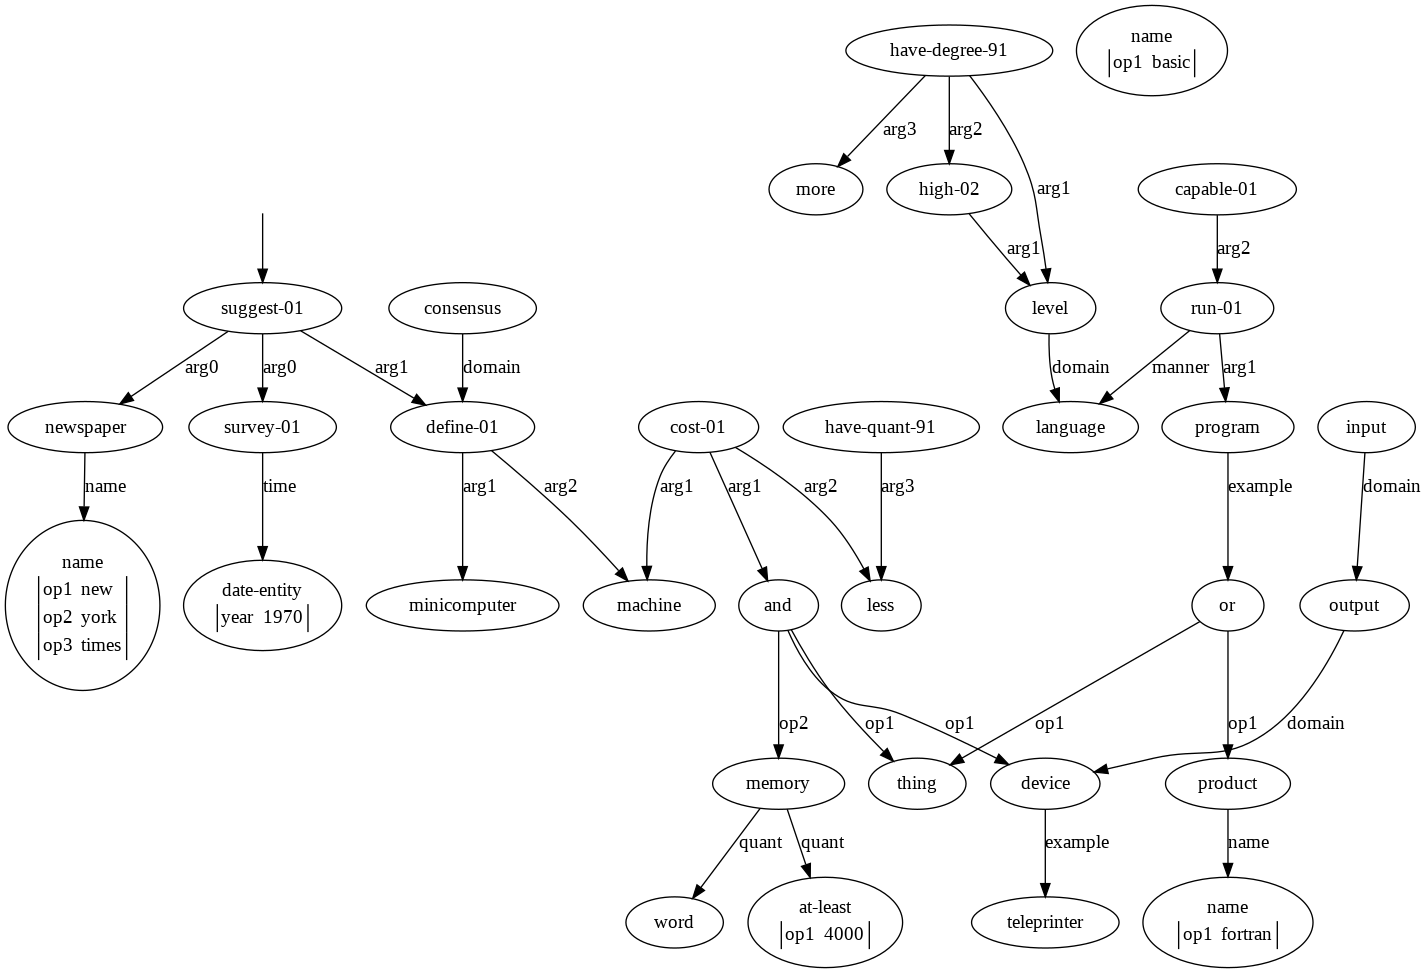 have-degree-91
name
op1 basic
arg3
arg2
more
high-02
arg1
capable-01
arg1
arg2
suggest-01
consensus
level
run-01
arg0
arg0
arg1
domain
domain
manner
arg1
newspaper
survey-01
define-01
cost-01
have-quant-91
language
program
input
name
time
arg1
arg2
arg1
arg1
arg2
arg3
example
domain
name
op1 new
op2 york
op3 times
date-entity
year 1970
minicomputer
machine
and
less
or
output
op2
op1
op1
op1
op1
domain
memory
thing
device
product
quant
quant
example
name
word
at-least
op1 4000
teleprinter
name
op1 fortran